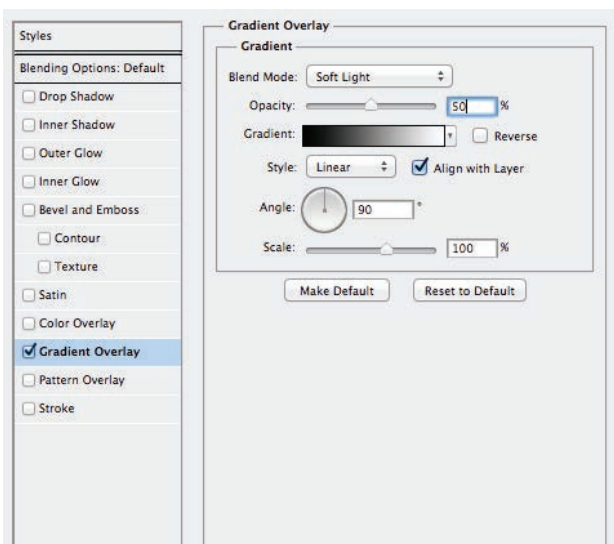 Styles
Blending Options: Default
Drop Shadow
Inner Shadow
Outer Glow
Inner Glow
Bevel and Emboss
Contour
Texture
Satin
Color Overlay
Gradient Overlay
Pattern Overlay
Stroke
Gradient Overlay
Gradient
Blend Mode: Soft Light
Opacity: 50 %
Gradient: Reverse
Style: Linear Align with Layer
Angle: 90 °
Scale: 100 %
Make Default Reset to Default